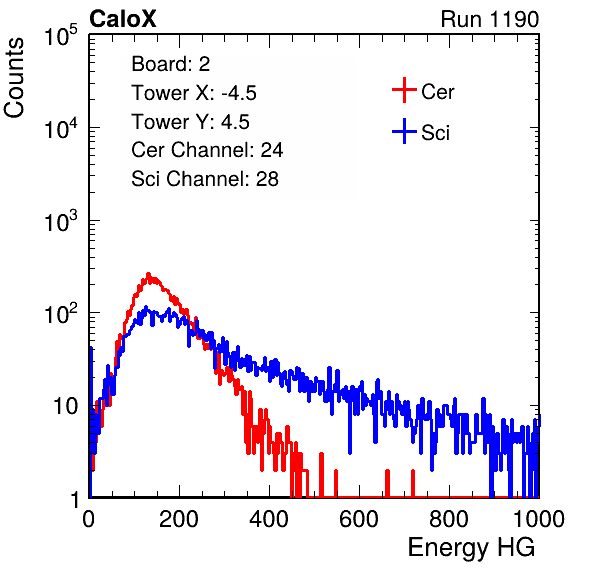 CaloX Run 1190
Counts
10^5
10^4
10^3
10^2
10
1
Board: 2
Tower X: -4.5
Tower Y: 4.5
Cer Channel: 24
Sci Channel: 28
Cer
Sci
0 200 400 600 800 1000
Energy HG